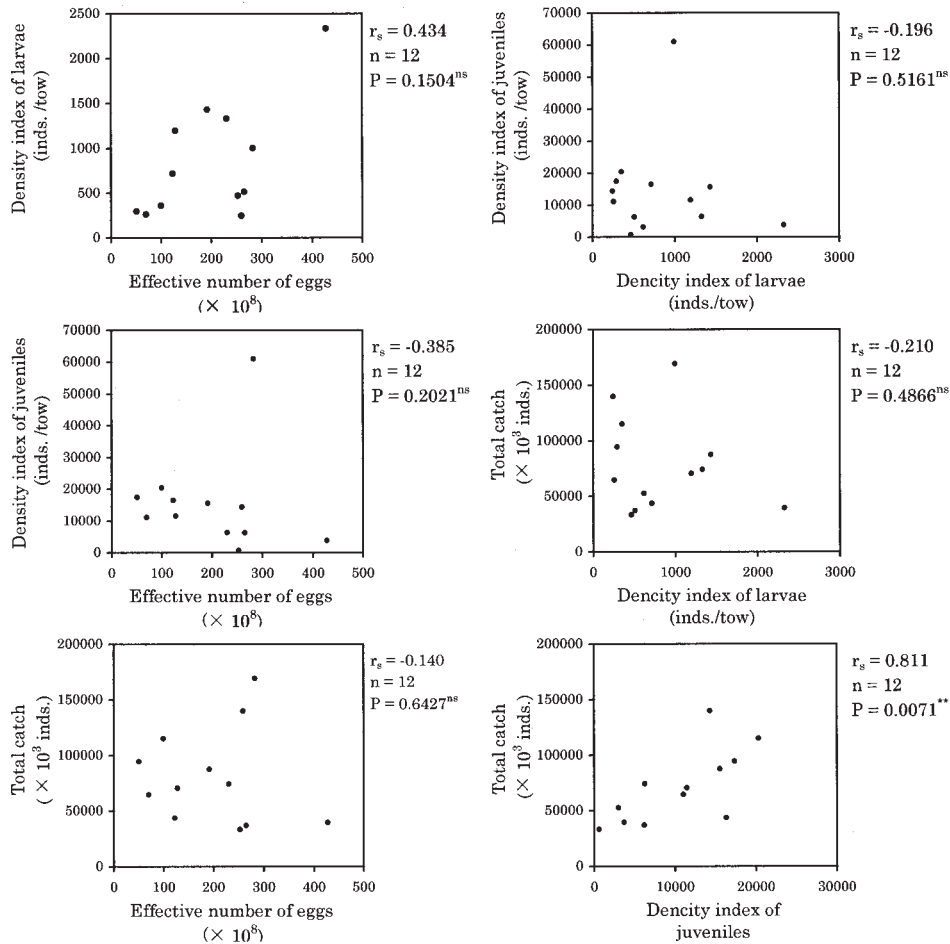 2500
2000
1500
1000
500
0
0 100 200 300 400 500
Density index of larvae
(inds. /tow)
Effective number of eggs
(× 10⁸)
rₛ = 0.434
n = 12
P = 0.1504ⁿˢ
70000
60000
50000
40000
30000
20000
10000
0
0 1000 2000 3000
Density index of juveniles
(inds. /tow)
Dencity index of larvae
(inds./tow)
rₛ = -0.196
n = 12
P = 0.5161ⁿˢ
70000
60000
50000
40000
30000
20000
10000
0
0 100 200 300 400 500
Density index of juveniles
(inds. /tow)
Effective number of eggs
(× 10⁸)
rₛ = -0.385
n = 12
P = 0.2021ⁿˢ
200000
150000
100000
50000
0
0 1000 2000 3000
Total catch
(× 10³ inds.)
Dencity index of larvae
(inds./tow)
rₛ = -0.210
n = 12
P = 0.4866ⁿˢ
200000
150000
100000
50000
0
0 100 200 300 400 500
Total catch
(× 10³ inds.)
Effective number of eggs
(× 10⁸)
rₛ = -0.140
n = 12
P = 0.6427ⁿˢ
200000
150000
100000
50000
0
0 10000 20000 30000
Total catch
(× 10³ inds.)
Dencity index of
juveniles
rₛ = 0.811
n = 12
P = 0.0071**